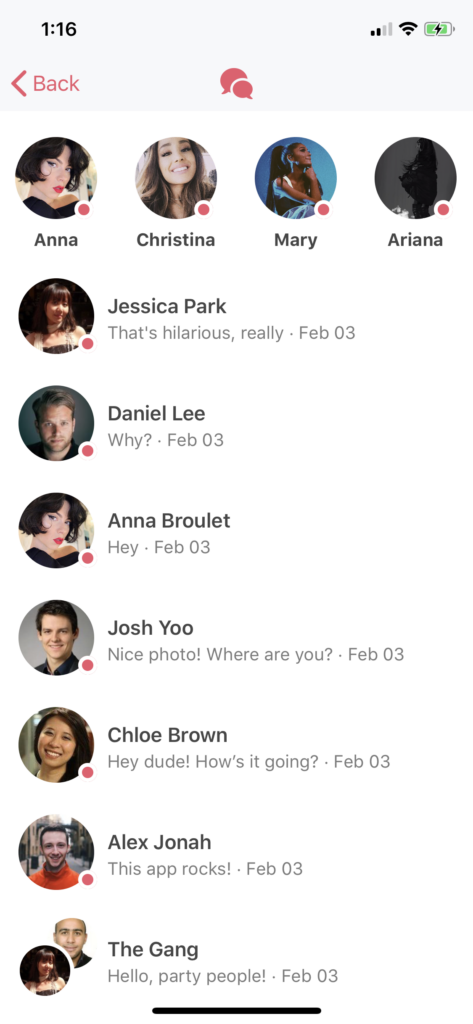 1:16
Back
Anna
Christina
Mary
Ariana
Jessica Park
That's hilarious, really · Feb 03
Daniel Lee
Why? · Feb 03
Anna Broulet
Hey · Feb 03
Josh Yoo
Nice photo! Where are you? · Feb 03
Chloe Brown
Hey dude! How’s it going? · Feb 03
Alex Jonah
This app rocks! · Feb 03
The Gang
Hello, party people! · Feb 03